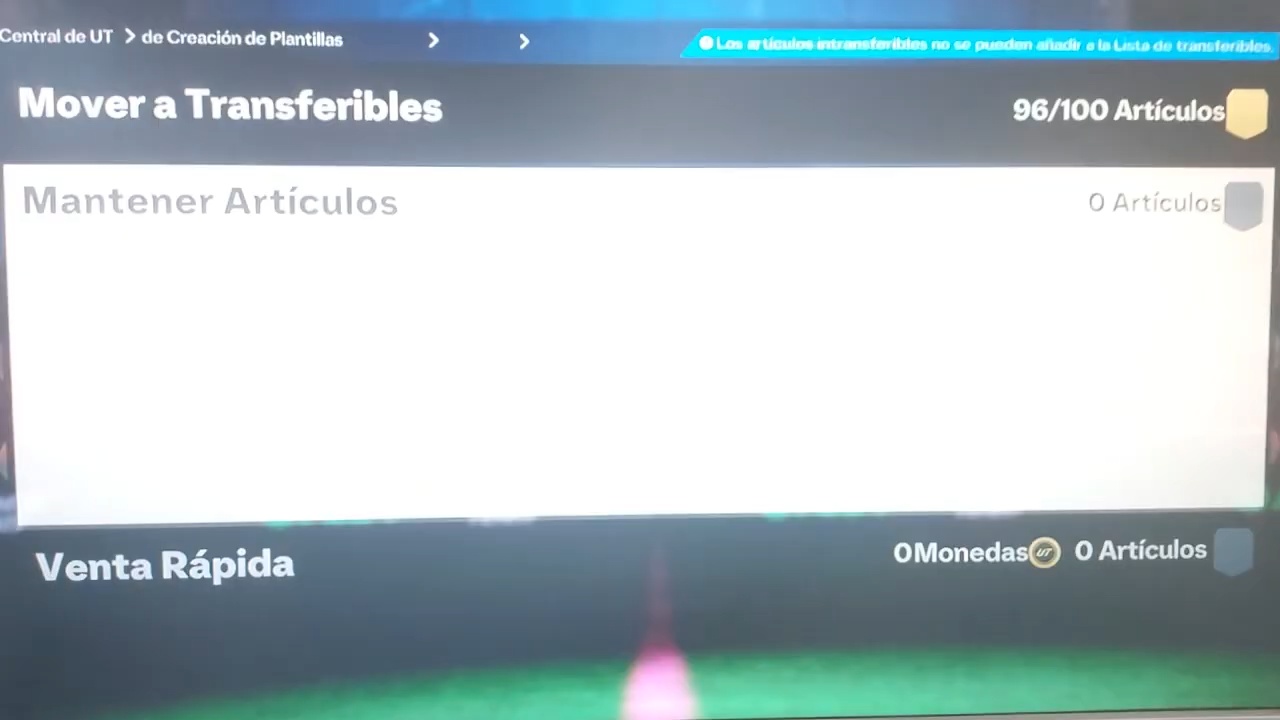 Central de UT > de Creación de Plantillas > >
Los artículos intransferibles no se pueden añadir a la Lista de transferibles.
Mover a Transferibles 96/100 Artículos
Mantener Artículos 0 Artículos
Venta Rápida 0Monedas UT 0 Artículos